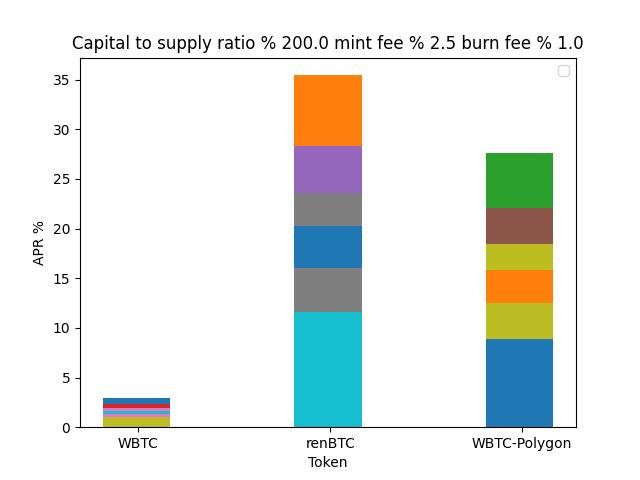 Capital to supply ratio % 200.0 mint fee % 2.5 burn fee % 1.0
35
30
25
20
15
10
5
0
APR %
WBTC renBTC WBTC-Polygon
Token